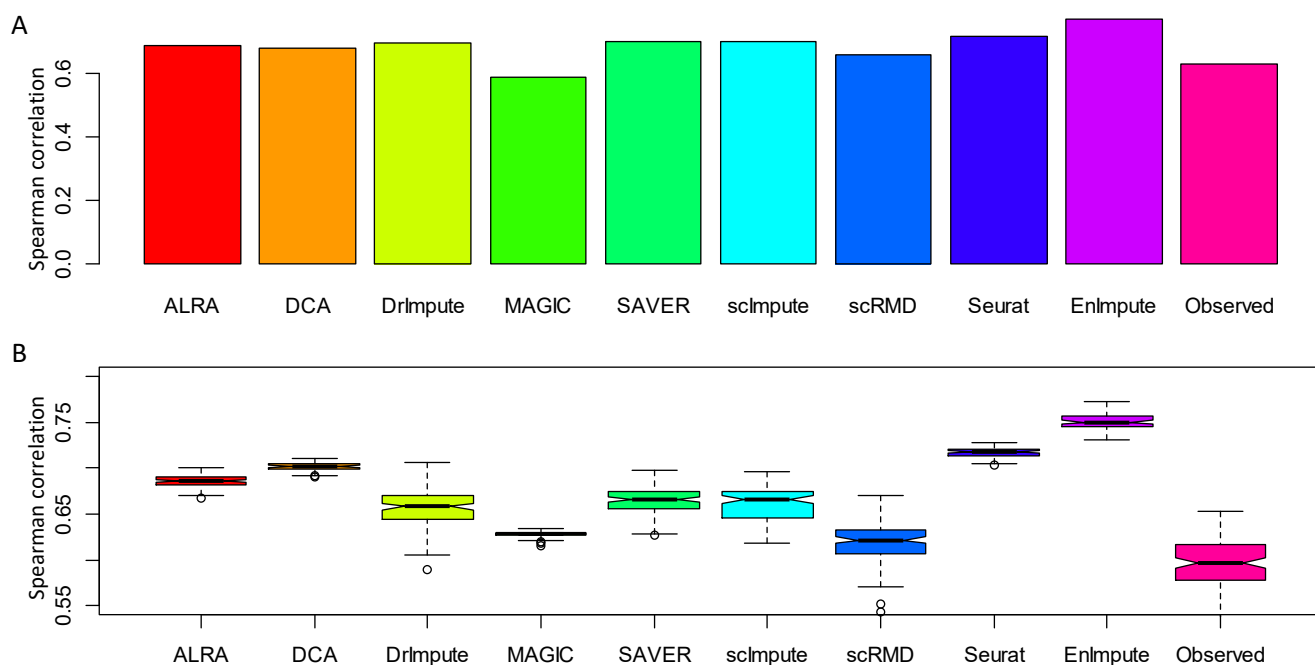 A
Spearman correlation
0.6
0.4
0.2
0.0
ALRA DCA DrImpute MAGIC SAVER scImpute scRMD Seurat EnImpute Observed
B
Spearman correlation
0.75
0.65
0.55
ALRA DCA DrImpute MAGIC SAVER scImpute scRMD Seurat EnImpute Observed